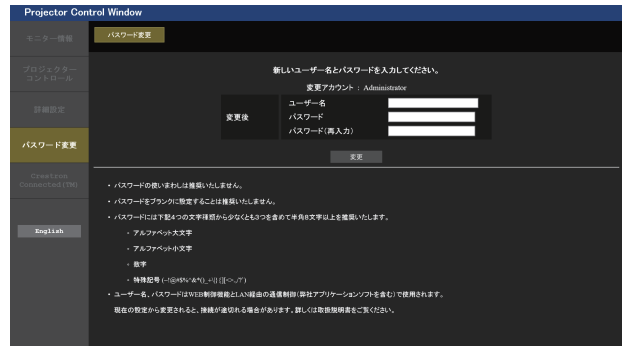 Projector Control Window
モニター情報
プロジェクター
コントロール
詳細設定
パスワード変更
Crestron
Connected(TM)
English
パスワード変更
新しいユーザー名とパスワードを入力してください。
変更アカウント : Administrator
変更後
ユーザー名
パスワード
パスワード(再入力)
変更
・ パスワードの使いまわしは推奨いたしません。
・ パスワードをブランクに設定することは推奨いたしません。
・ パスワードには下記4つの文字種類から少なくとも3つを含めて半角8文字以上を推奨いたします。
・ アルファベット大文字
・ アルファベット小文字
・ 数字
・ 特殊記号
・ ユーザー名、パスワードはWEB制御機能とLAN経由の通信制御(弊社アプリケーションソフトを含む)で使用されます。
現在の設定から変更されると、接続が途切れる場合があります。詳しくは取扱説明書をご覧ください。